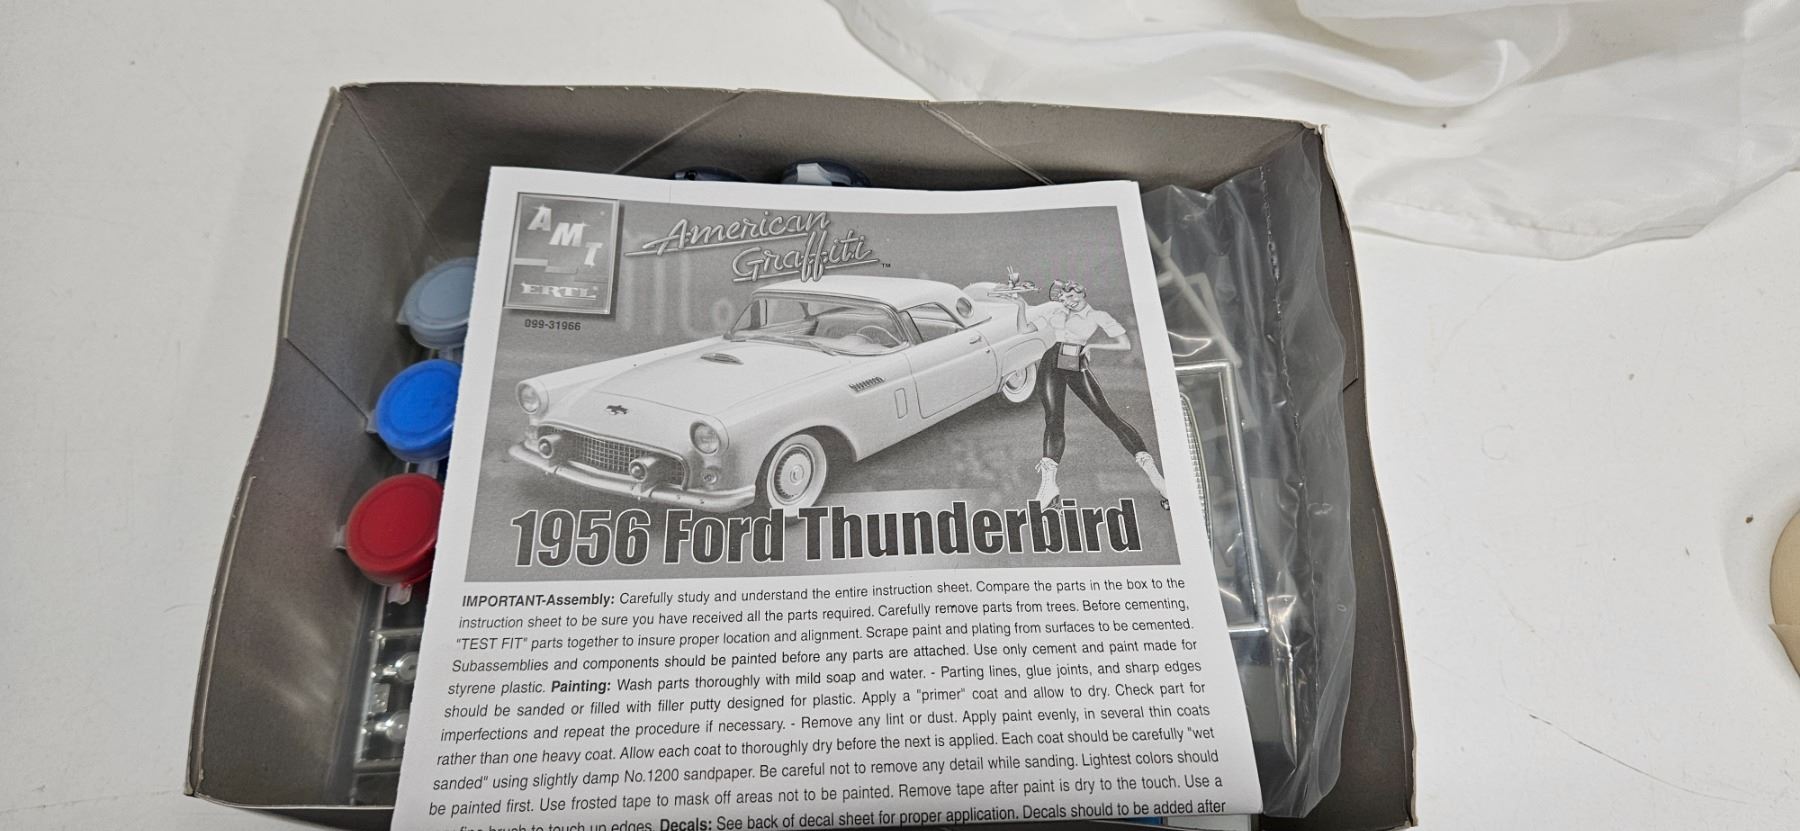 AMT
ERTL
099-31966
American
Graffiti™
1956 Ford Thunderbird
IMPORTANT-Assembly: Carefully study and understand the entire instruction sheet. Compare the parts in the box to the
instruction sheet to be sure you have received all the parts required. Carefully remove parts from trees. Before cementing,
"TEST FIT" parts together to insure proper location and alignment. Scrape paint and plating from surfaces to be cemented.
Subassemblies and components should be painted before any parts are attached. Use only cement and paint made for
styrene plastic. Painting: Wash parts thoroughly with mild soap and water. - Parting lines, glue joints, and sharp edges
should be sanded or filled with filler putty designed for plastic. Apply a "primer" coat and allow to dry. Check part for
imperfections and repeat the procedure if necessary. - Remove any lint or dust. Apply paint evenly, in several thin coats
rather than one heavy coat. Allow each coat to thoroughly dry before the next is applied. Each coat should be carefully "wet
sanded" using slightly damp No.1200 sandpaper. Be careful not to remove any detail while sanding. Lightest colors should
be painted first. Use frosted tape to mask off areas not to be painted. Remove tape after paint is dry to the touch. Use a
fine brush to touch up edges. Decals: See back of decal sheet for proper application. Decals should to be added after